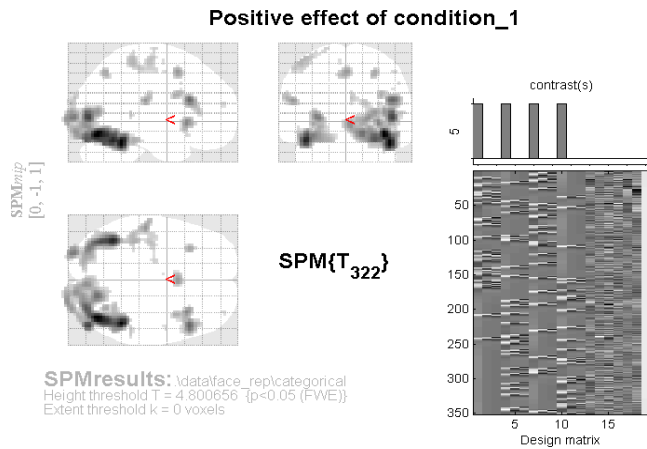 Positive effect of condition_1
contrast(s)
5
<
<
<
SPMmip
[0, -1, 1]
SPM{T322}
50
100
150
200
250
300
350
5 10 15
Design matrix
SPMresults: .\data\face_rep\categorical
Height threshold T = 4.800656 {p<0.05 (FWE)}
Extent threshold k = 0 voxels